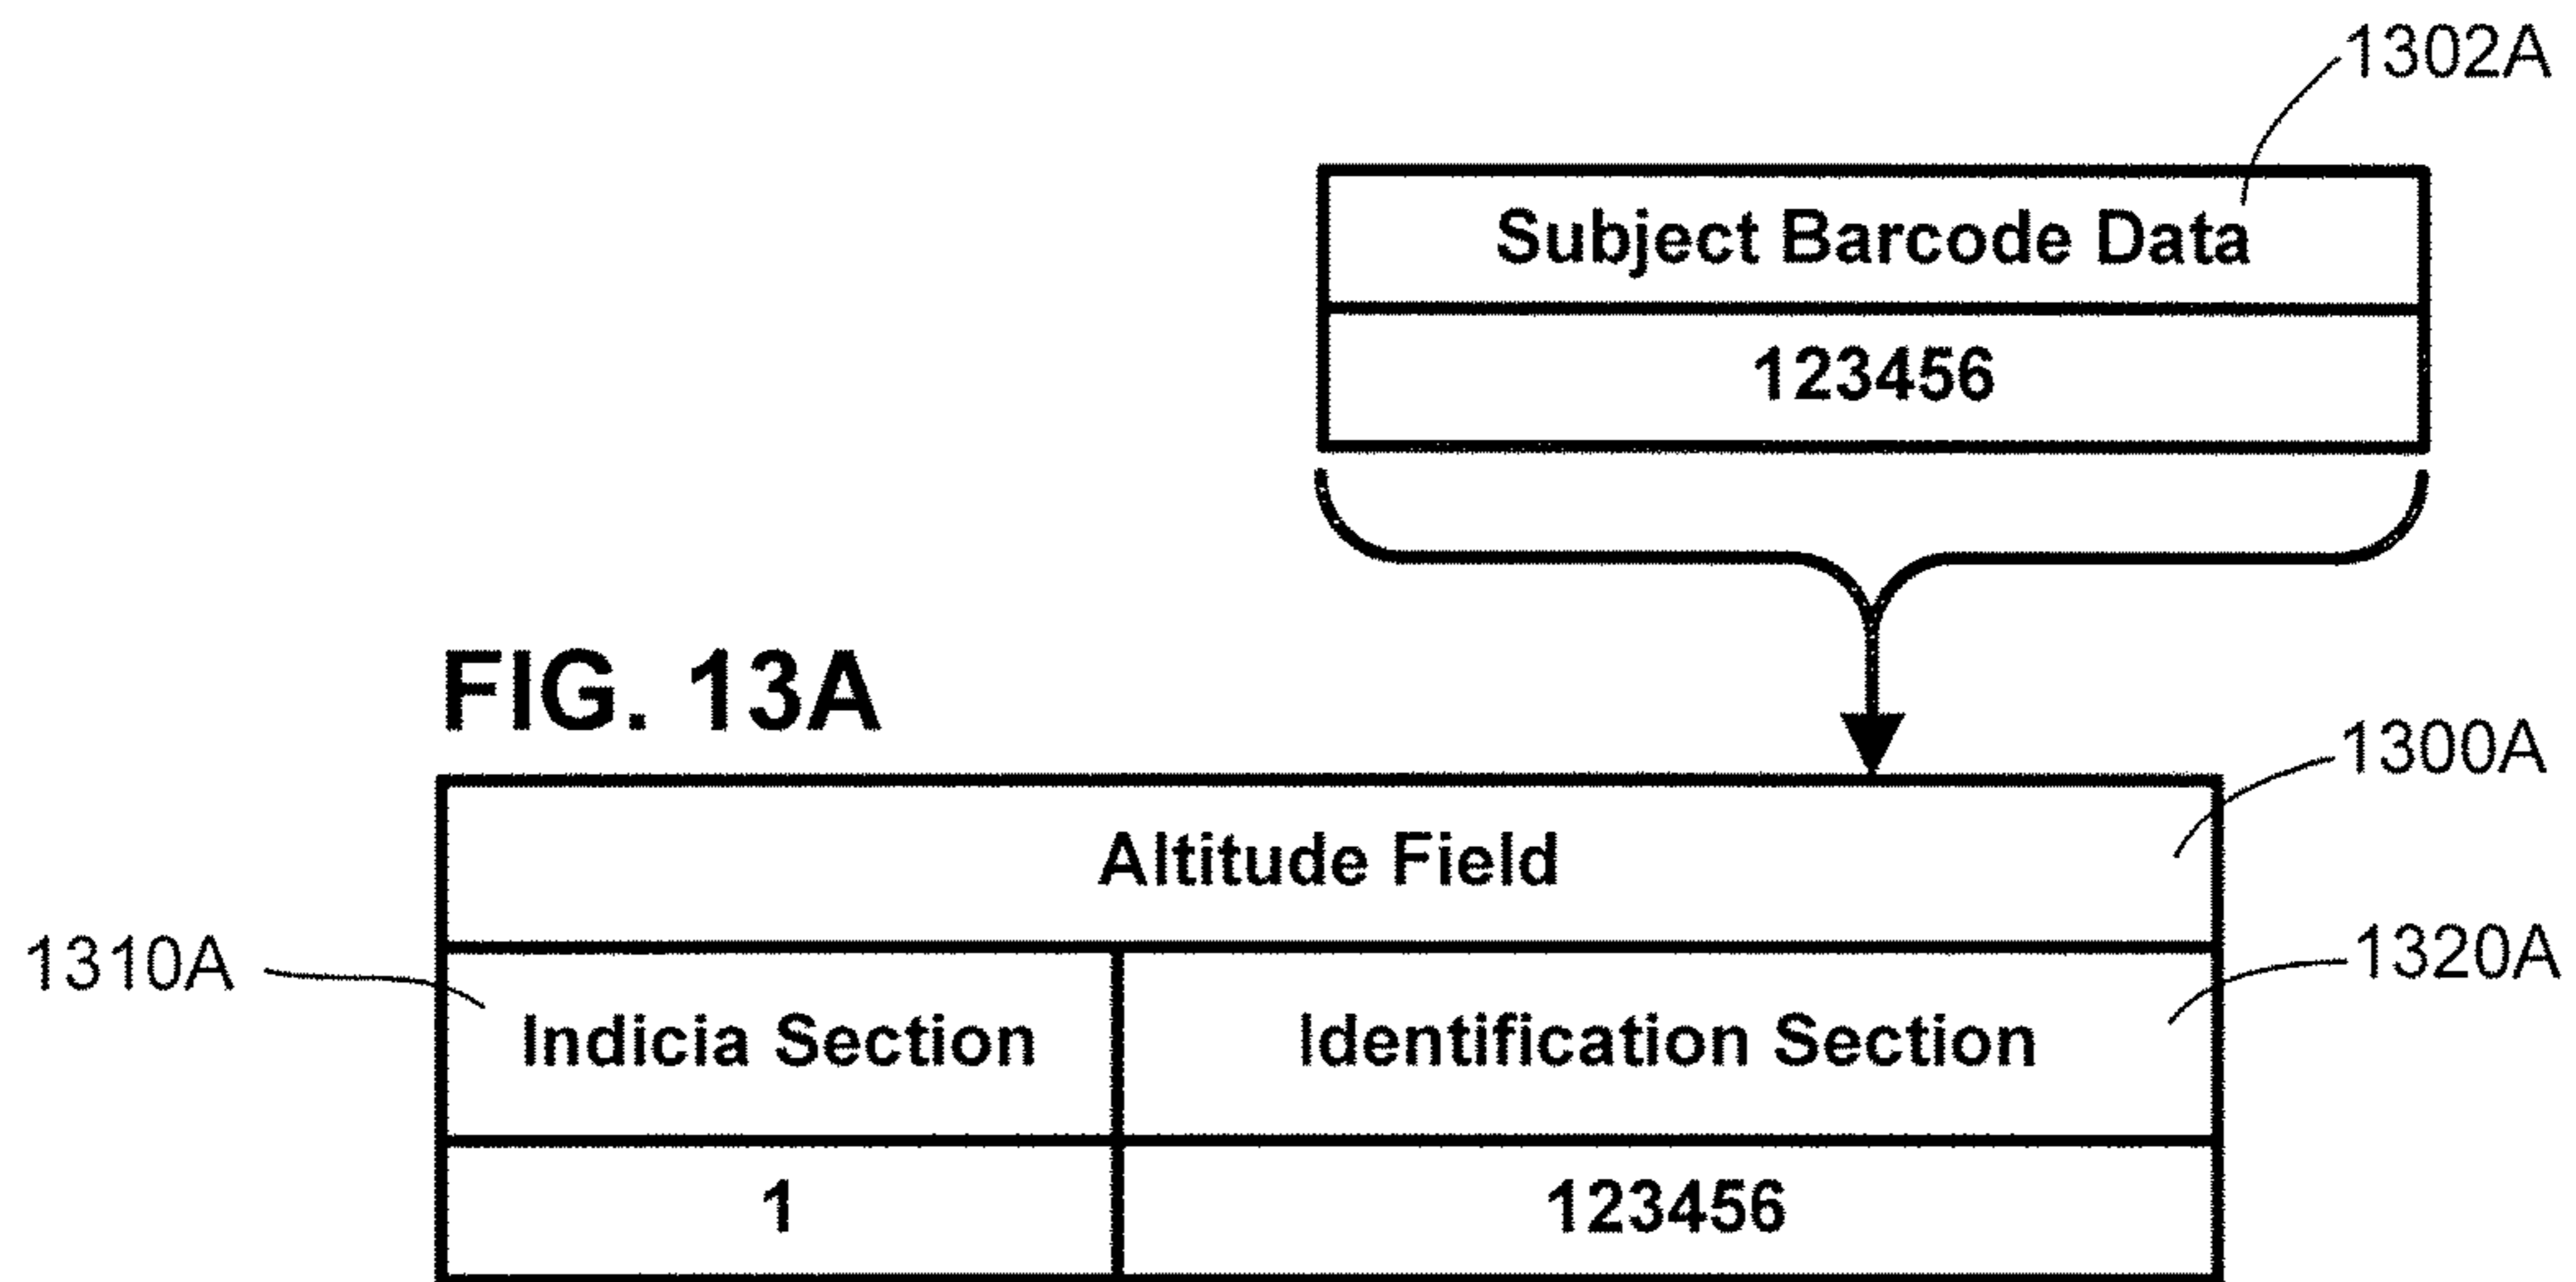 1302A
Subject Barcode Data
123456
FIG. 13A
1300A
Altitude Field
1310A
1320A
Indicia Section
Identification Section
1
123456